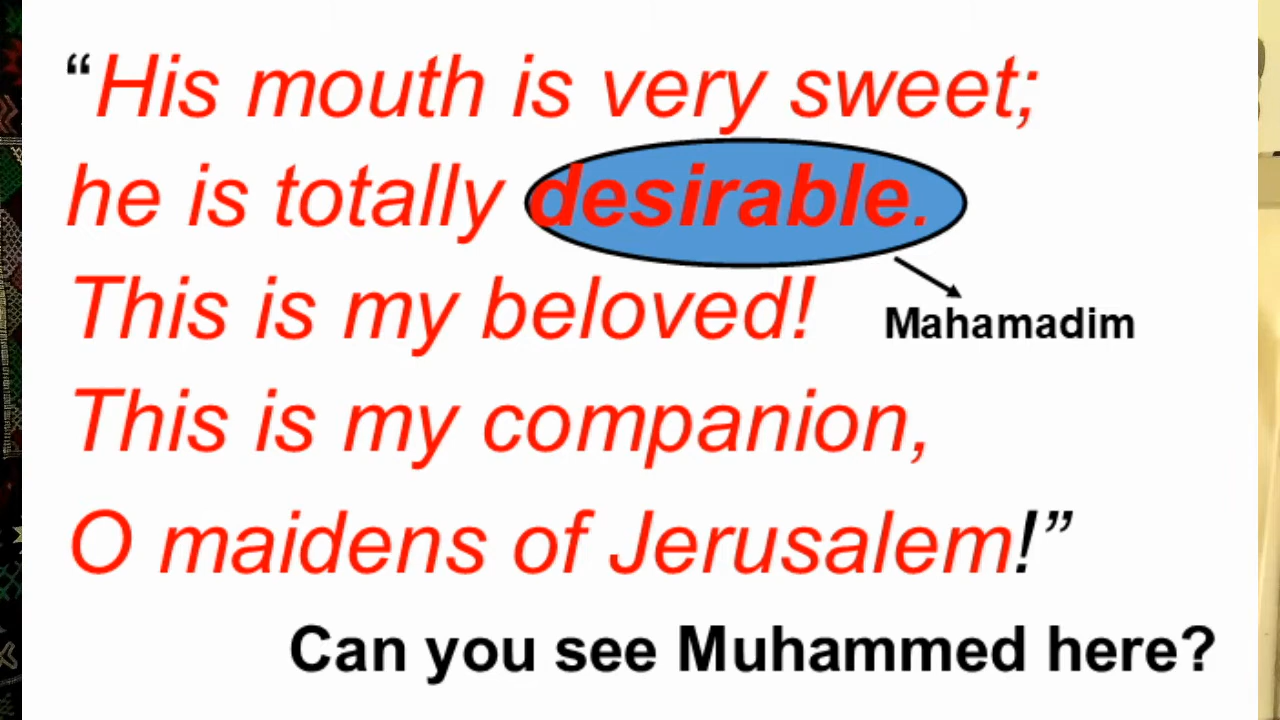 “His mouth is very sweet;
he is totally desirable.
This is my beloved!
Mahamadim
This is my companion,
O maidens of Jerusalem!”
Can you see Muhammed here?